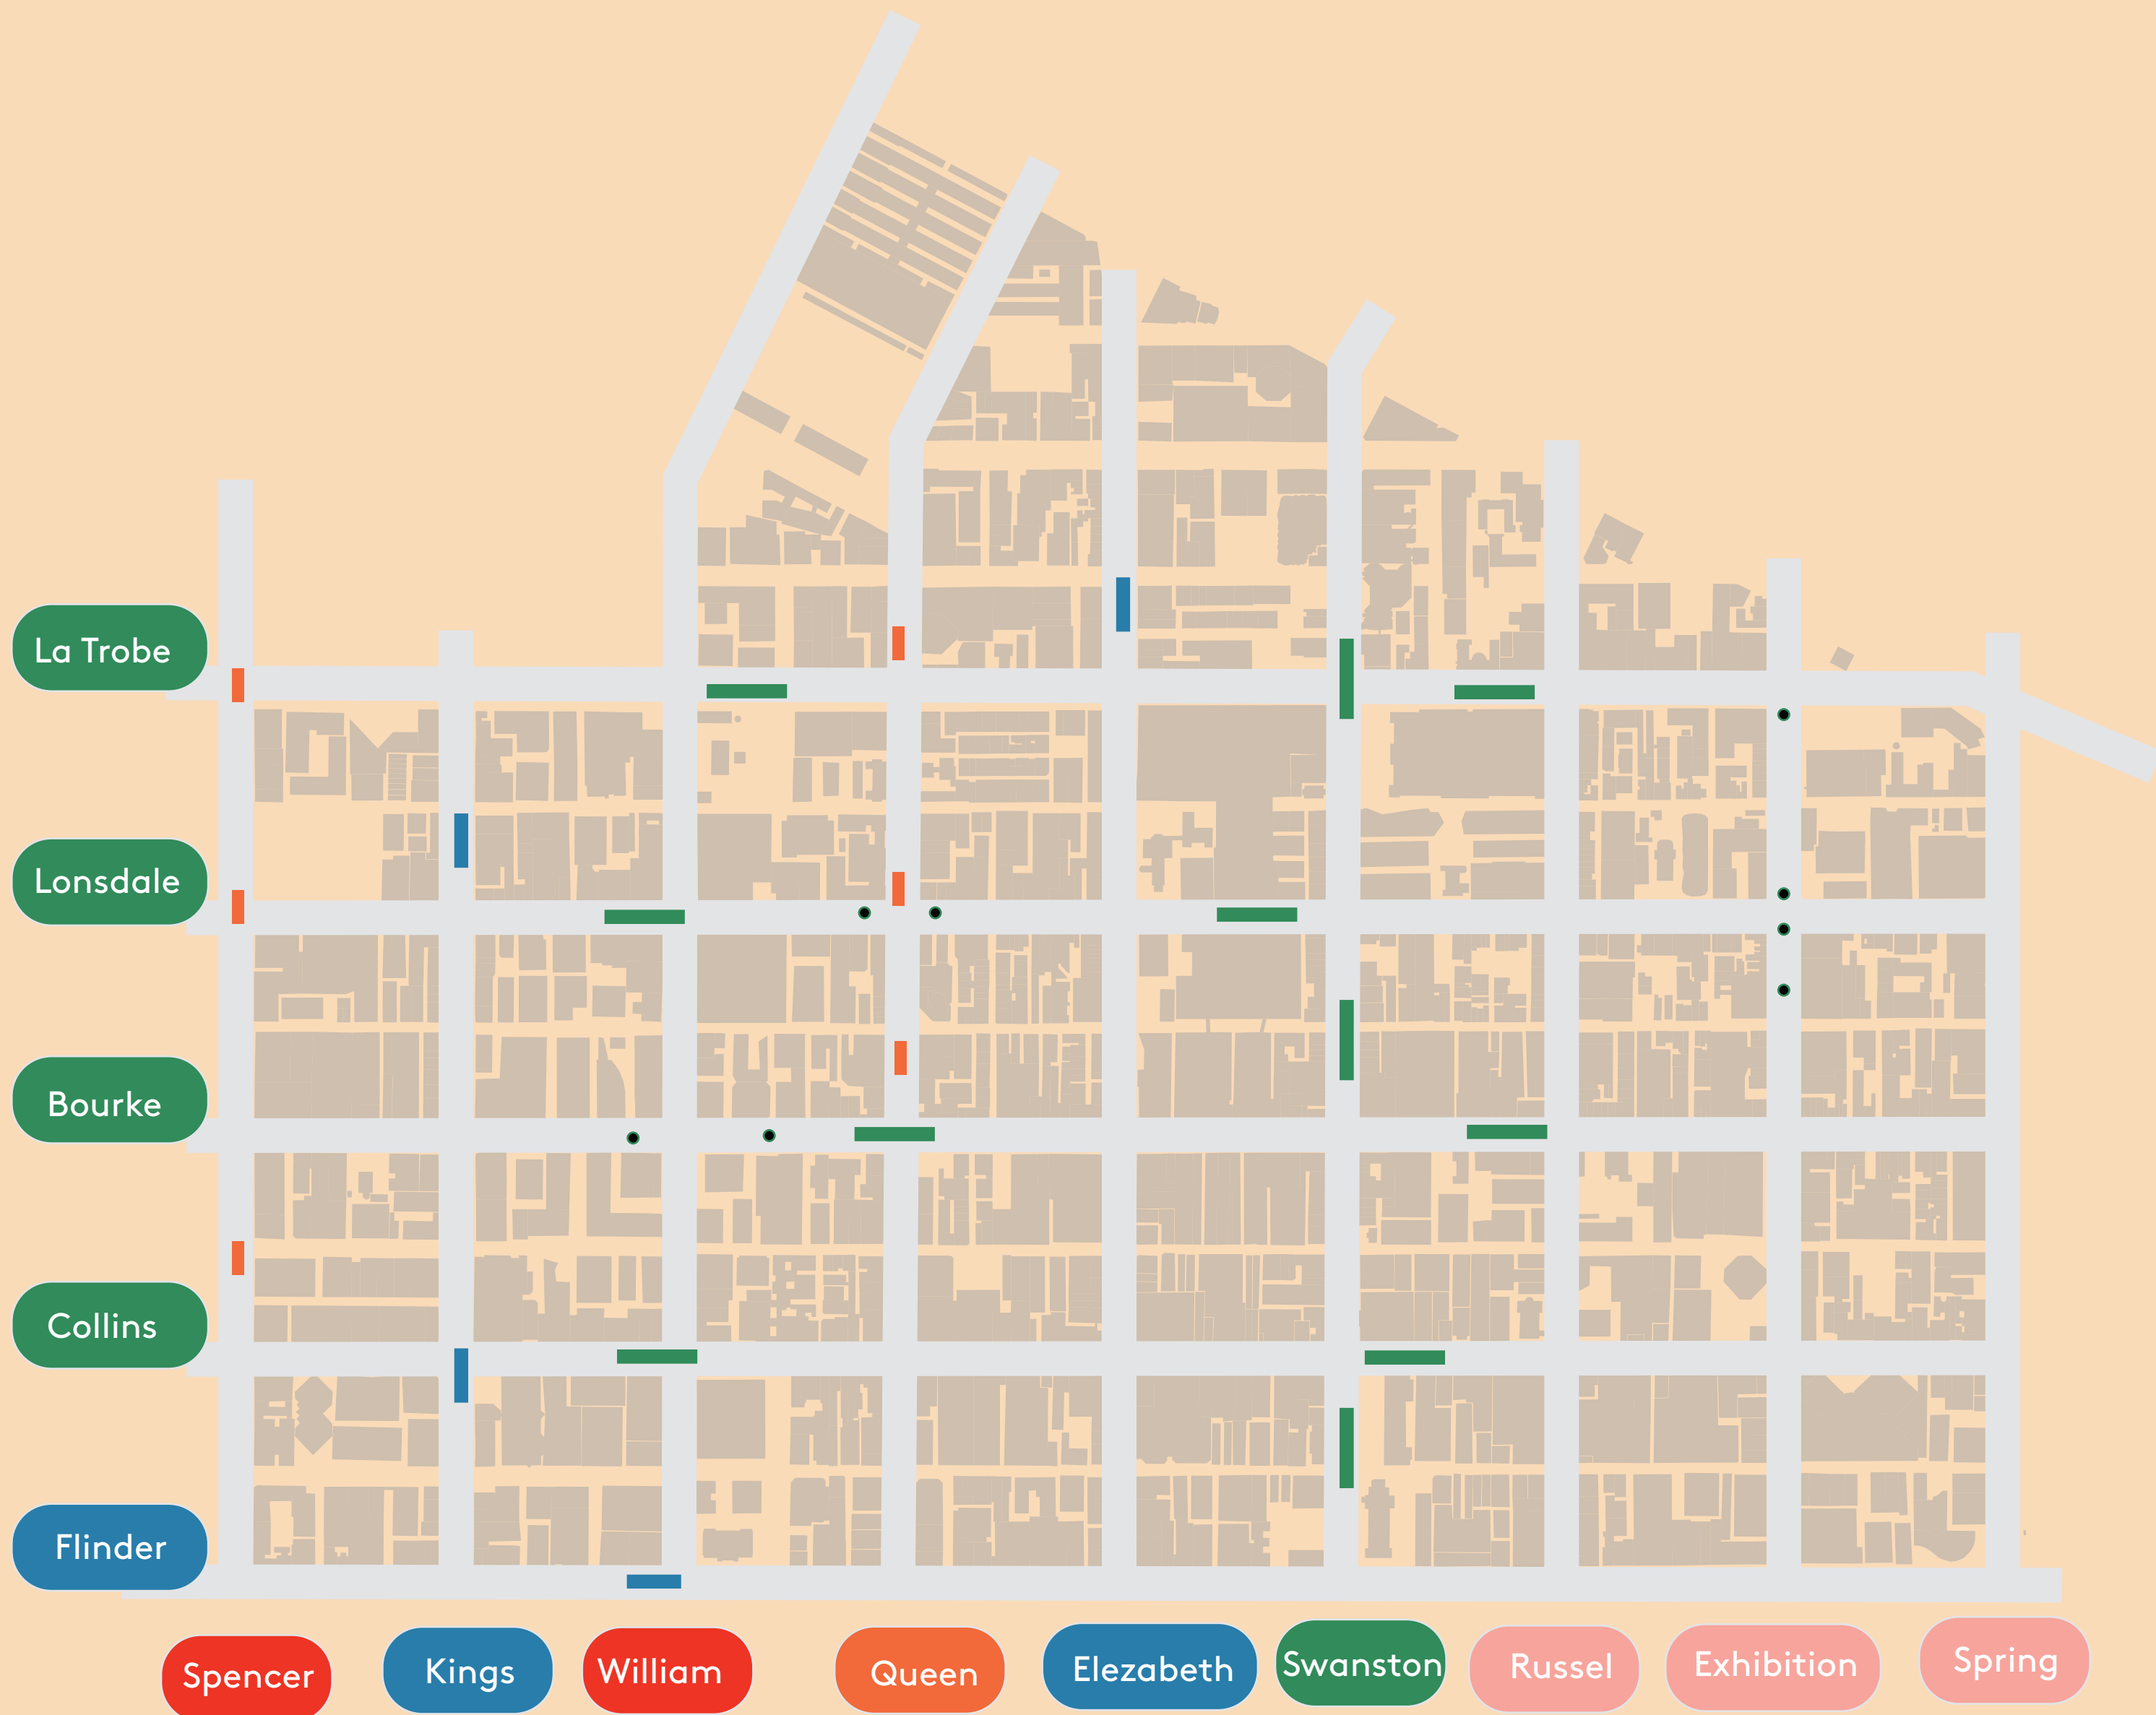 La Trobe
Lonsdale
Bourke
Collins
Flinder
Spencer
Kings
William
Queen
Elezabeth
Swanston
Russel
Exhibition
Spring